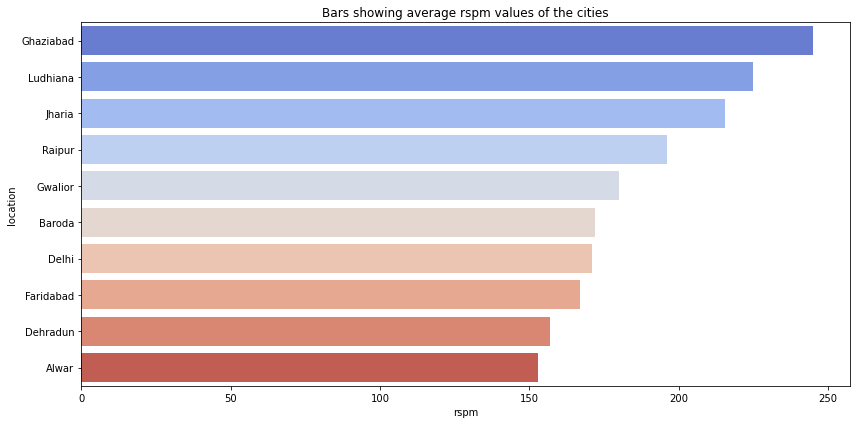 Bars showing average rspm values of the cities
Ghaziabad
Ludhiana
Jharia
Raipur
Gwalior
Baroda
Delhi
Faridabad
Dehradun
Alwar
location
0 50 100 150 200 250
rspm